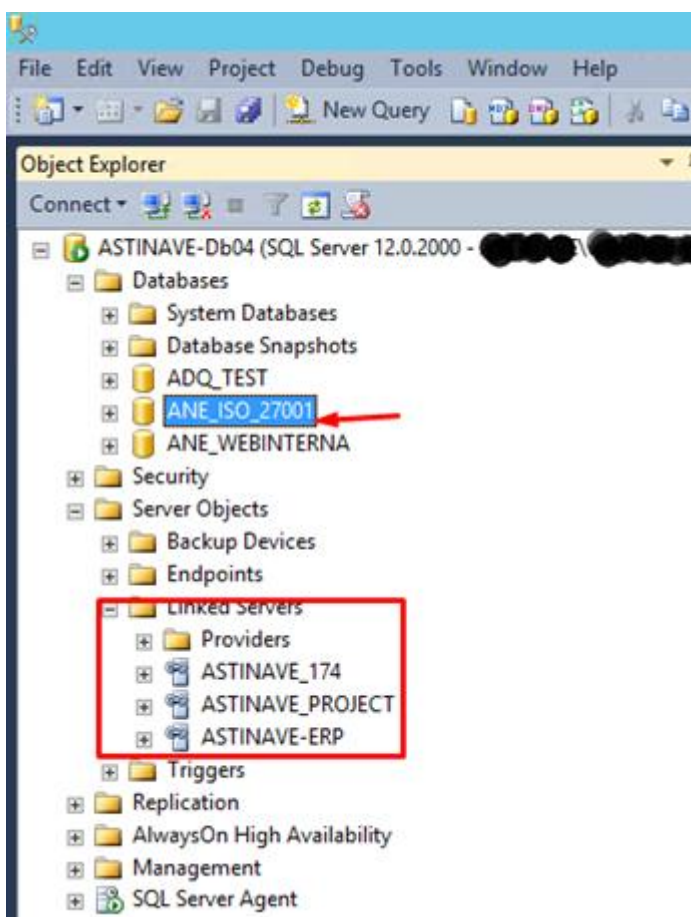 File Edit View Project Debug Tools Window Help
New Query
Object Explorer
Connect
ASTINAVE-Db04 (SQL Server 12.0.2000 -
Databases
System Databases
Database Snapshots
ADQ_TEST
ANE_ISO_27001
ANE_WEBINTERNA
Security
Server Objects
Backup Devices
Endpoints
Linked Servers
Providers
ASTINAVE_174
ASTINAVE_PROJECT
ASTINAVE-ERP
Triggers
Replication
AlwaysOn High Availability
Management
SQL Server Agent